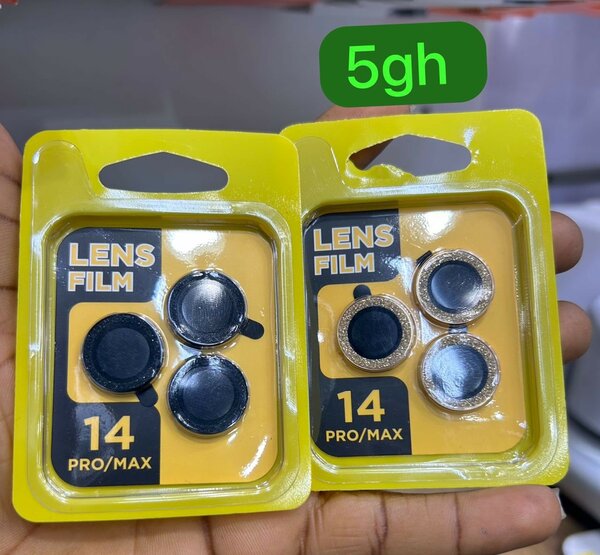 5gh
LENS
FILM
14
PRO/MAX
LENS
FILM
14
PRO/MAX